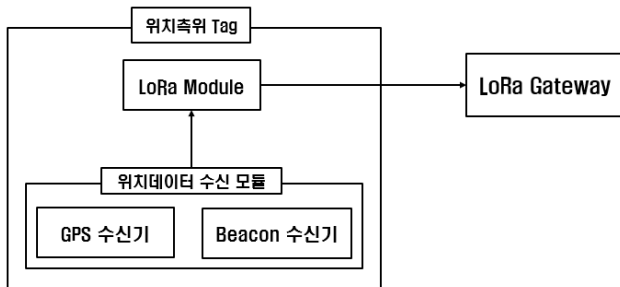 위치측위 Tag
LoRa Module
LoRa Gateway
위치데이터 수신 모듈
GPS 수신기
Beacon 수신기